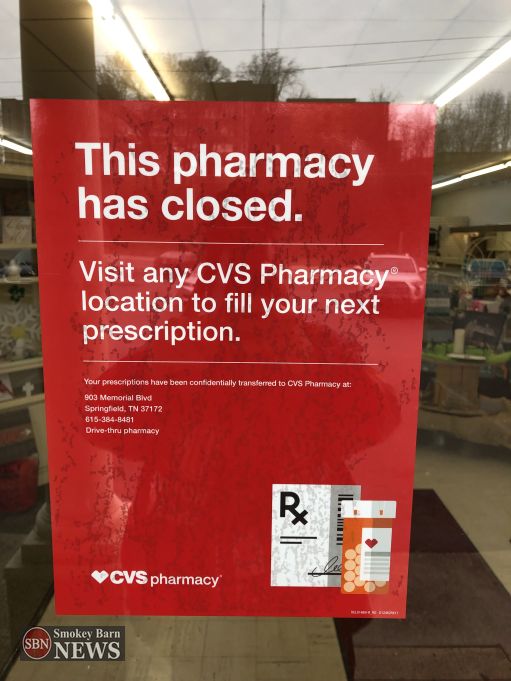 This pharmacy
has closed.
Visit any CVS Pharmacy®
location to fill your next
prescription.
Your prescriptions have been confidentially transferred to CVS Pharmacy at:
903 Memorial Blvd
Springfield, TN 37172
615-384-8481
Drive-thru pharmacy
Rx
CVS pharmacy
SBN Smokey Barn
NEWS